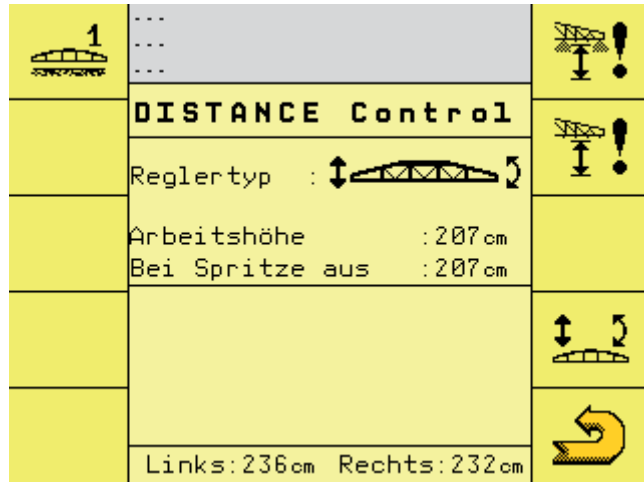 1
---
---
---
DISTANCE Control
Reglertyp :
Arbeitshöhe :207cm
Bei Spritze aus :207cm
Links:236cm Rechts:232cm